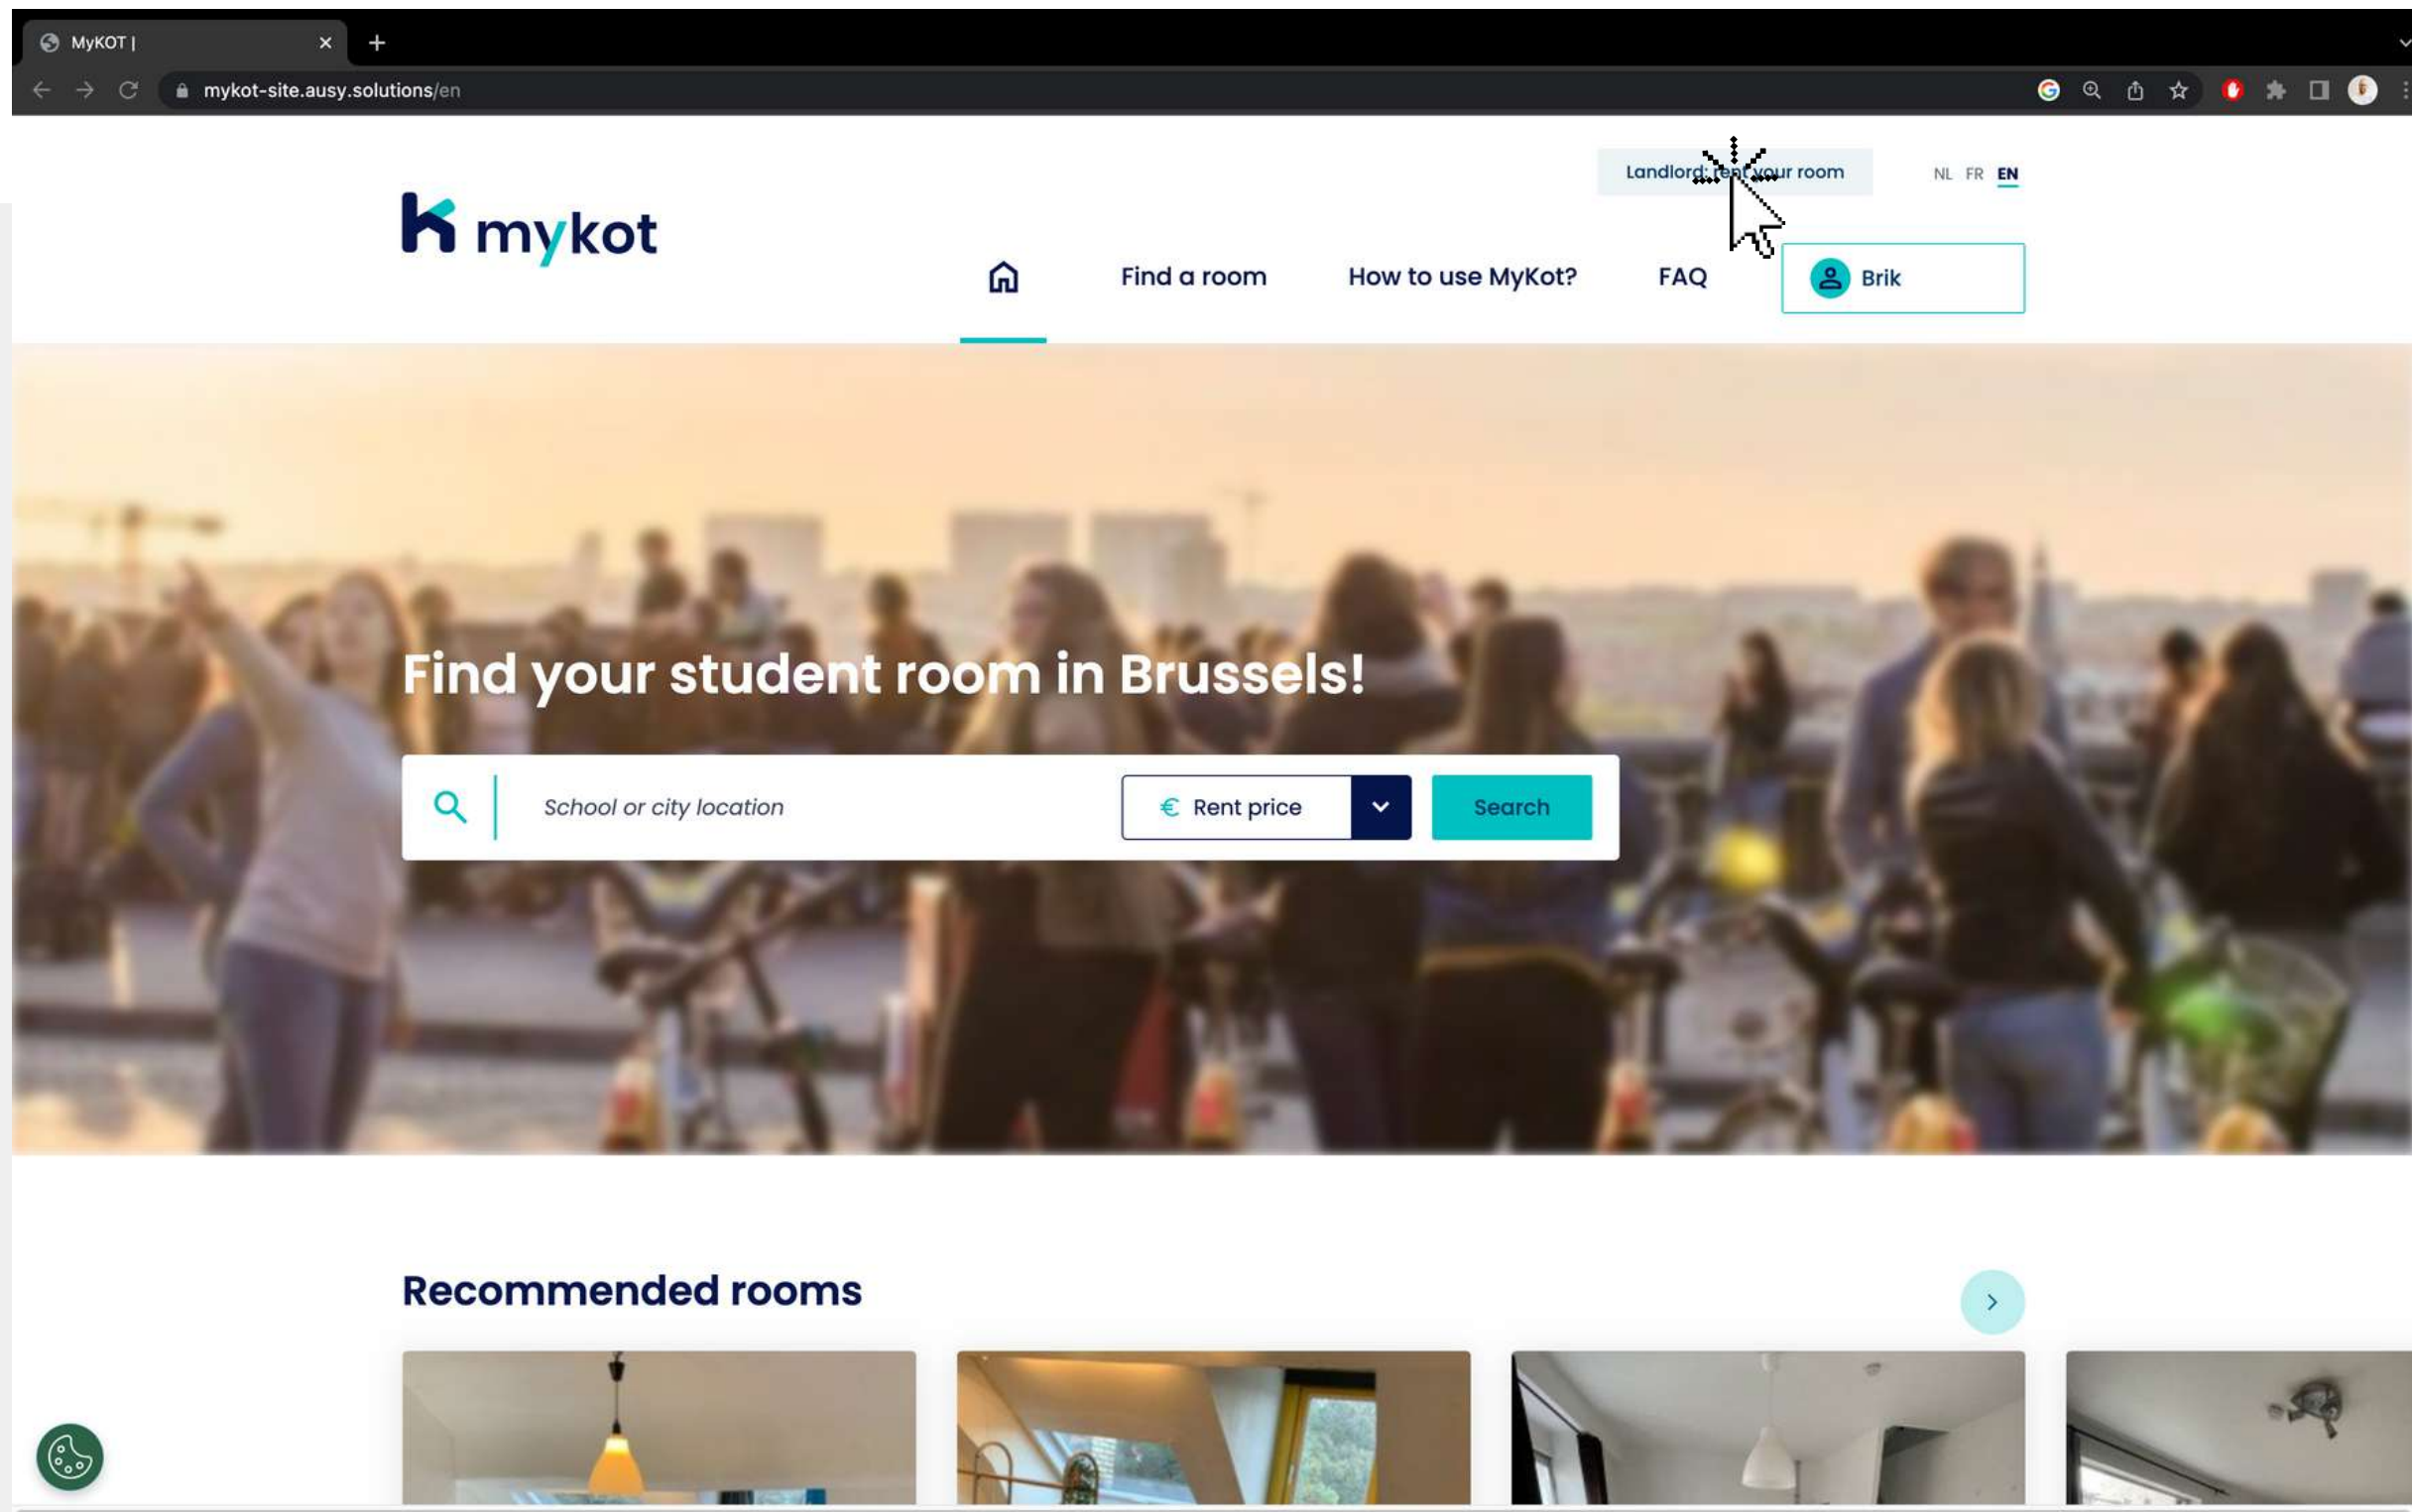 MyKOT |
mykot-site.ausy.solutions/en
Landlord: rent your room
NL FR EN
mykot
Find a room
How to use MyKot?
FAQ
Brik
Find your student room in Brussels!
School or city location
€ Rent price
Search
Recommended rooms